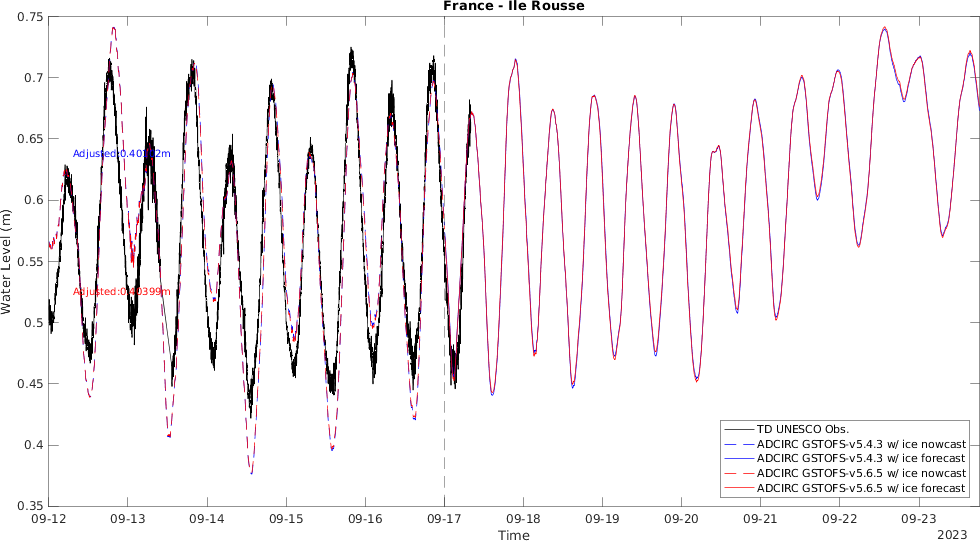 France - Ile Rousse
0.75
0.7
0.65
0.6
0.55
0.5
0.45
0.4
0.35
Water Level (m)
Adjusted:0.40399m
TD UNESCO Obs.
ADCIRC GSTOFS-v5.4.3 w/ ice nowcast
ADCIRC GSTOFS-v5.4.3 w/ ice forecast
ADCIRC GSTOFS-v5.6.5 w/ ice nowcast
ADCIRC GSTOFS-v5.6.5 w/ ice forecast
09-12 09-13 09-14 09-15 09-16 09-17 09-18 09-19 09-20 09-21 09-22 09-23
Time
2023